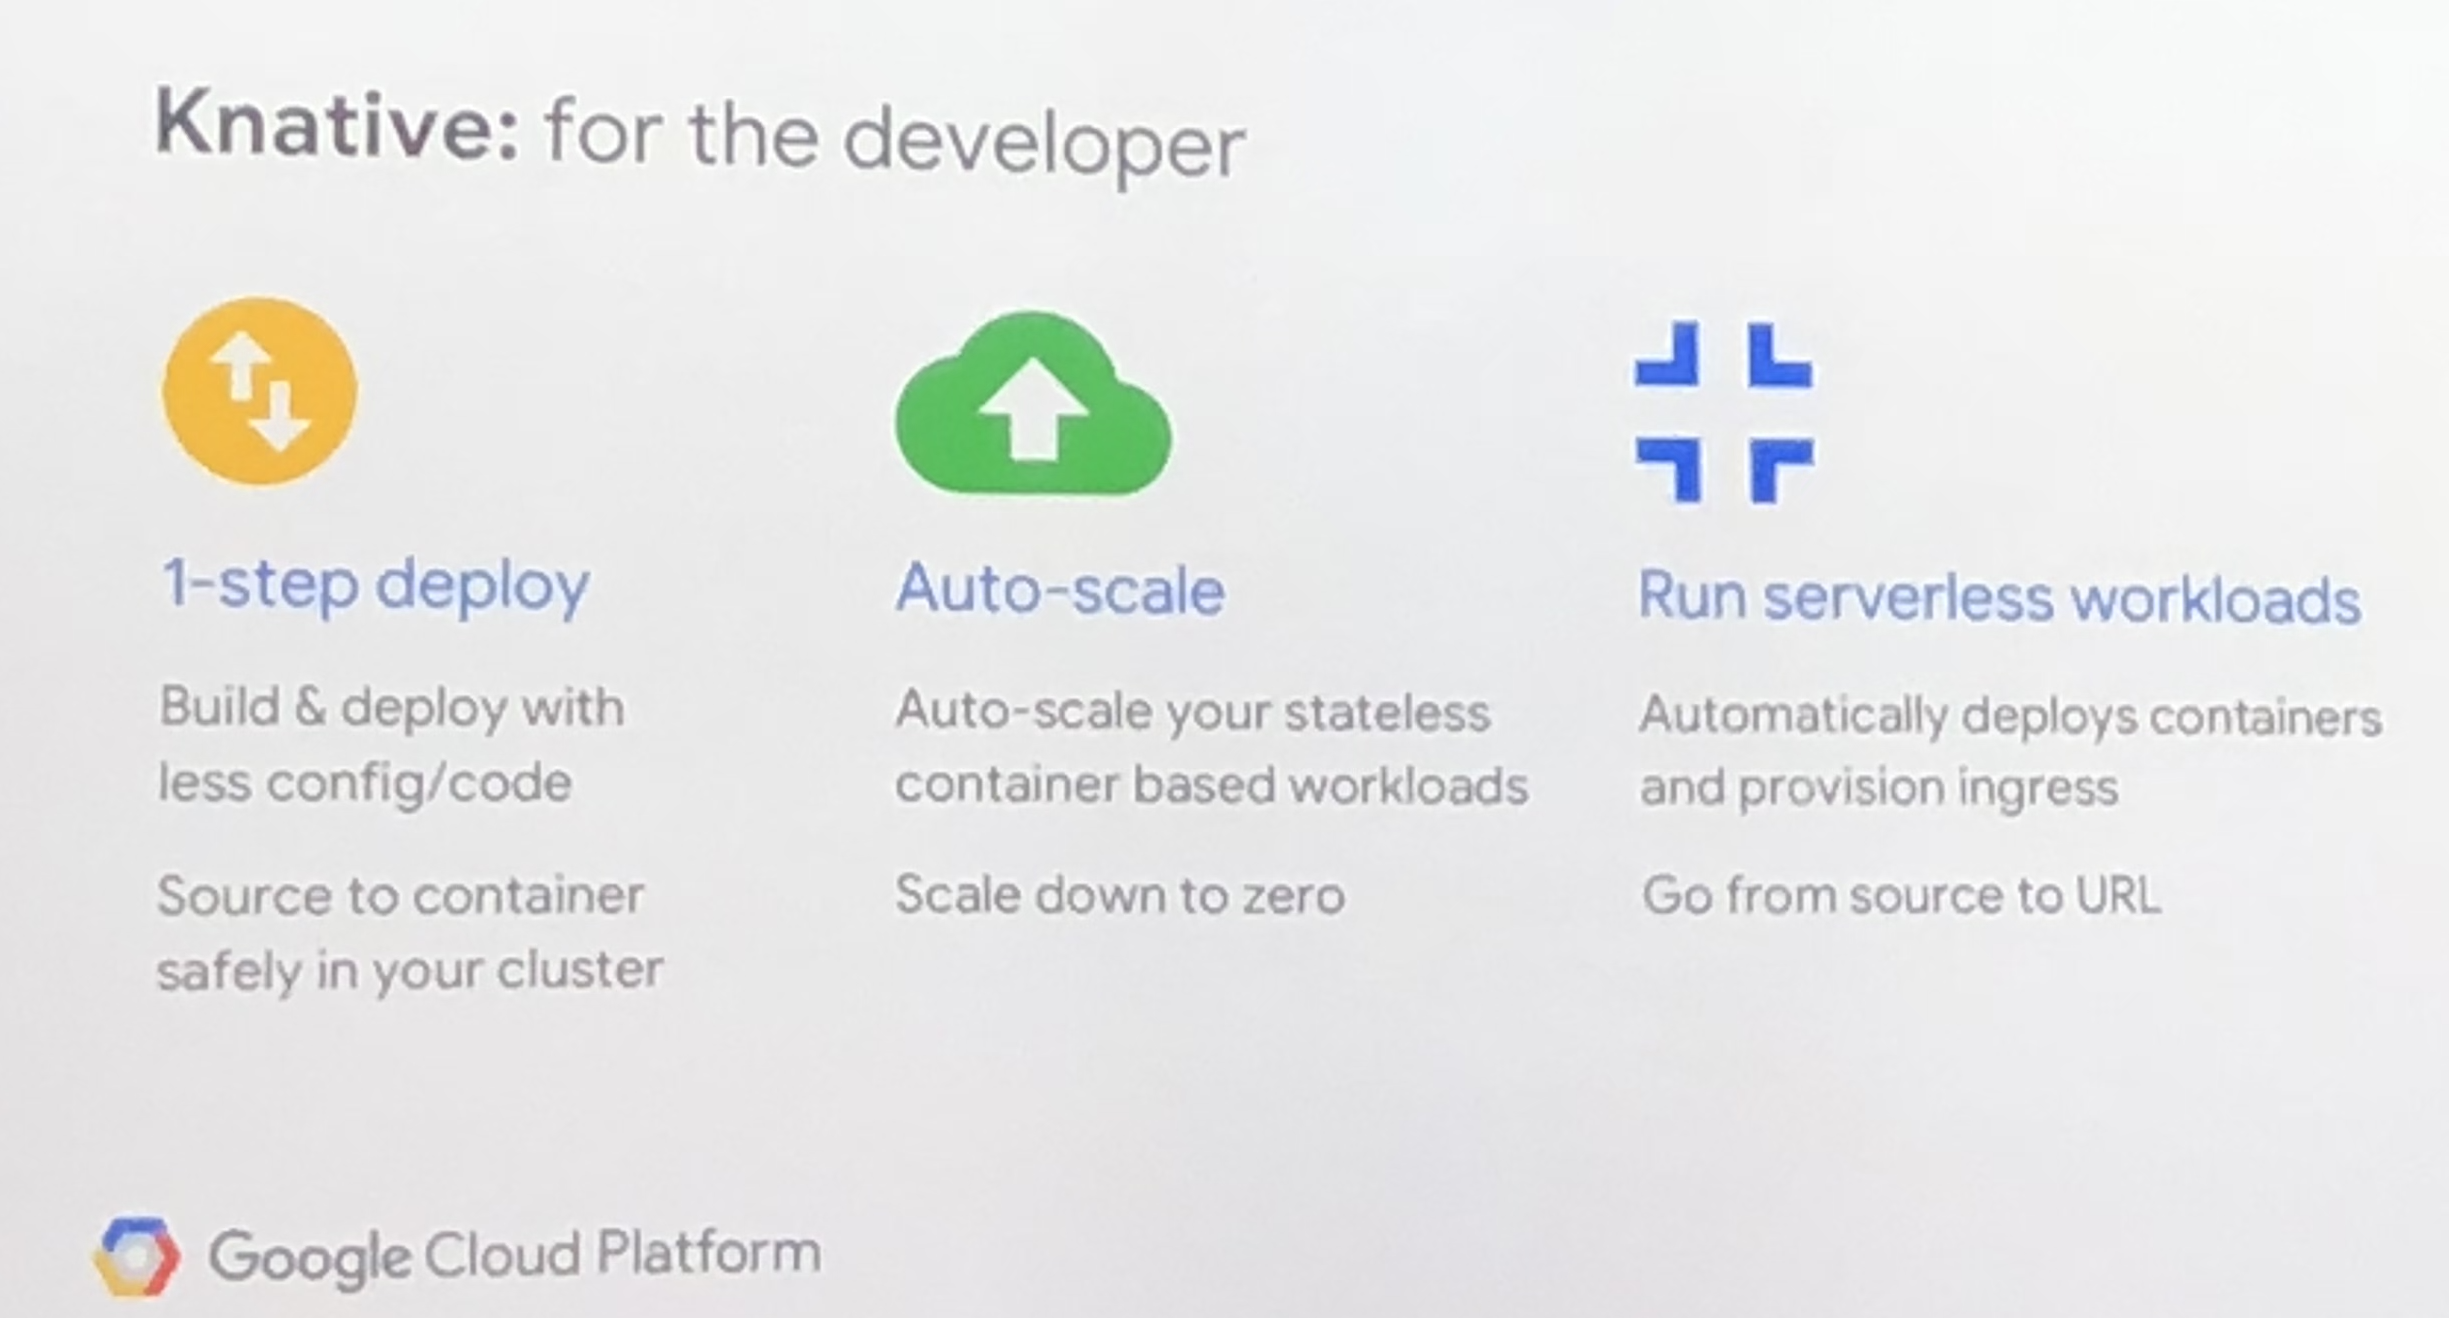 Knative: for the developer
1-step deploy
Build & deploy with
less config/code
Source to container
safely in your cluster
Auto-scale
Auto-scale your stateless
container based workloads
Scale down to zero
Run serverless workloads
Automatically deploys containers
and provision ingress
Go from source to URL
Google Cloud Platform